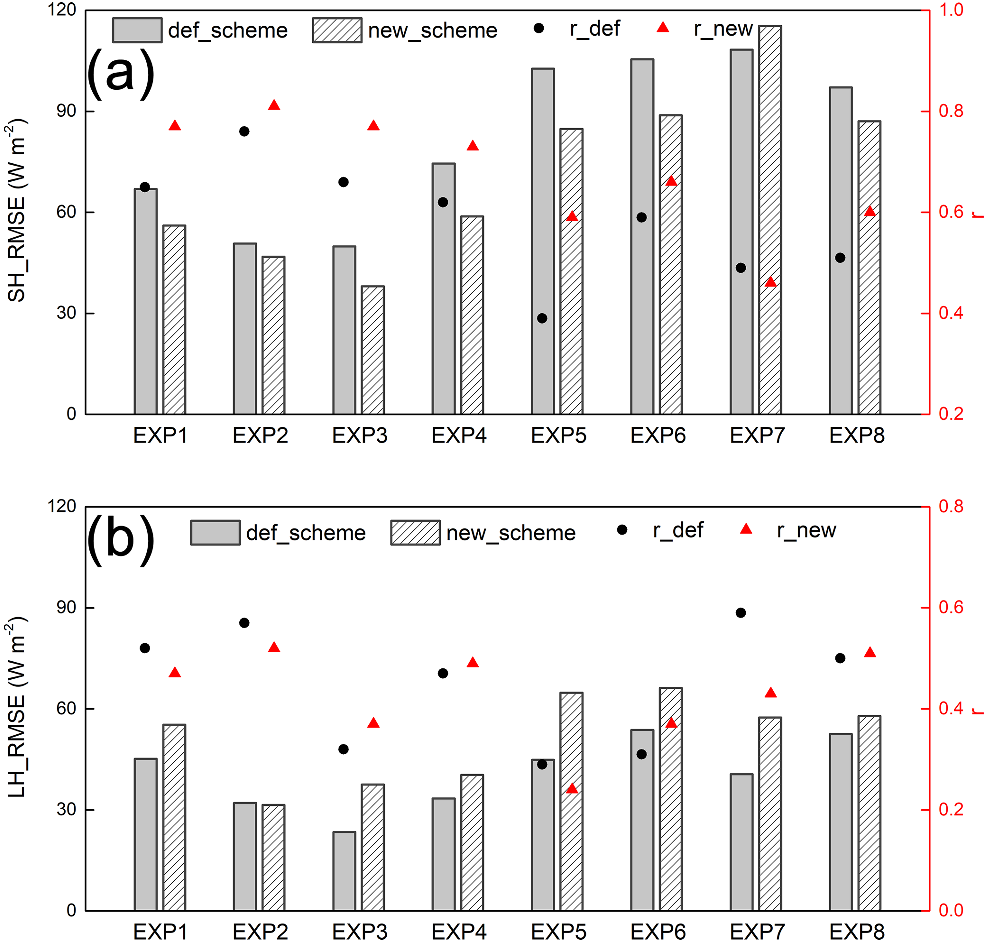 120
1.0
def_scheme new_scheme r_def r_new
(a)
90
0.8
SH_RMSE (W m-2)
60
0.6
r
30
0.4
0
0.2
EXP1 EXP2 EXP3 EXP4 EXP5 EXP6 EXP7 EXP8
120
0.8
def_scheme new_scheme r_def r_new
(b)
90
0.6
LH_RMSE (W m-2)
60
0.4
r
30
0.2
0
0.0
EXP1 EXP2 EXP3 EXP4 EXP5 EXP6 EXP7 EXP8